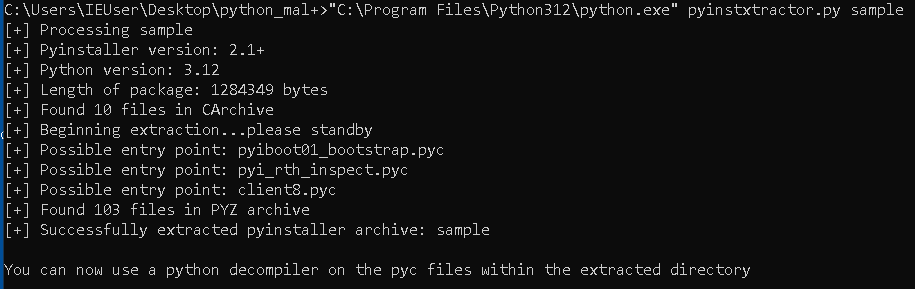 C:\Users\IEUser\Desktop\python_mal+>"C:\Program Files\Python312\python.exe" pyinstxtractor.py sample
[+] Processing sample
[+] Pyinstaller version: 2.1+
[+] Python version: 3.12
[+] Length of package: 1284349 bytes
[+] Found 10 files in CArchive
[+] Beginning extraction...please standby
[+] Possible entry point: pyiboot01_bootstrap.pyc
[+] Possible entry point: pyi_rth_inspect.pyc
[+] Possible entry point: client8.pyc
[+] Found 103 files in PYZ archive
[+] Successfully extracted pyinstaller archive: sample
You can now use a python decompiler on the pyc files within the extracted directory